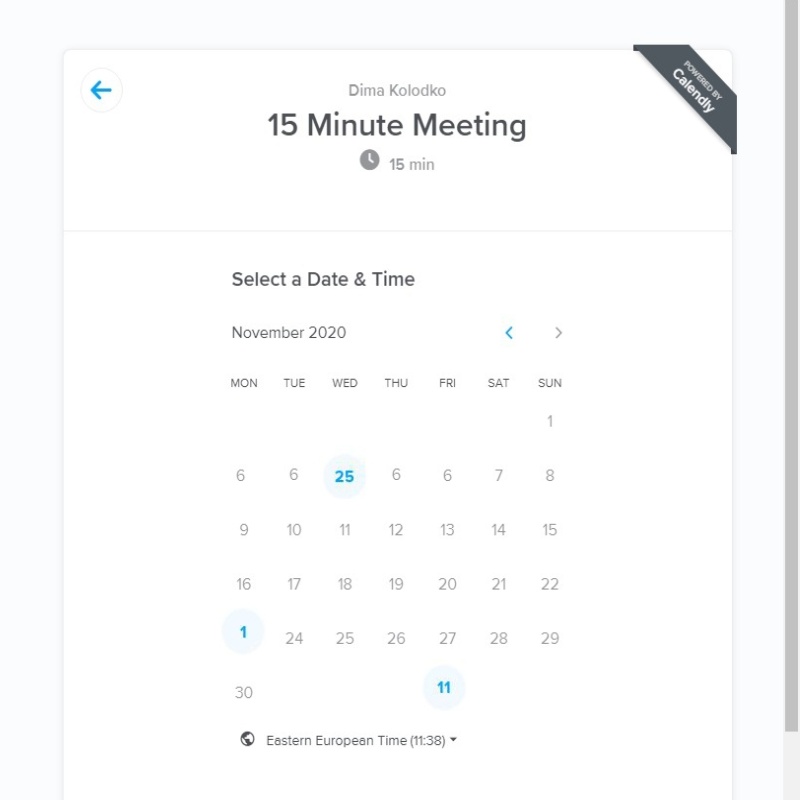 POWERED BY
Calendly
Dima Kolodko
15 Minute Meeting
15 min
Select a Date & Time
November 2020
MON TUE WED THU FRI SAT SUN
1
6 6 25 6 6 7 8
9 10 11 12 13 14 15
16 17 18 19 20 21 22
1 24 25 26 27 28 29
30 11
Eastern European Time (11:38)